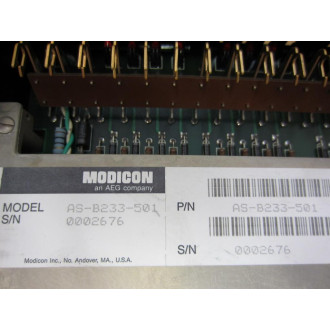 MODICON
an AEG company
MODEL AS-B233-501
S/N 0002676
Modicon Inc., No. Andover, MA., U.S.A.
P/N AS-B233-501
S/N 0002676